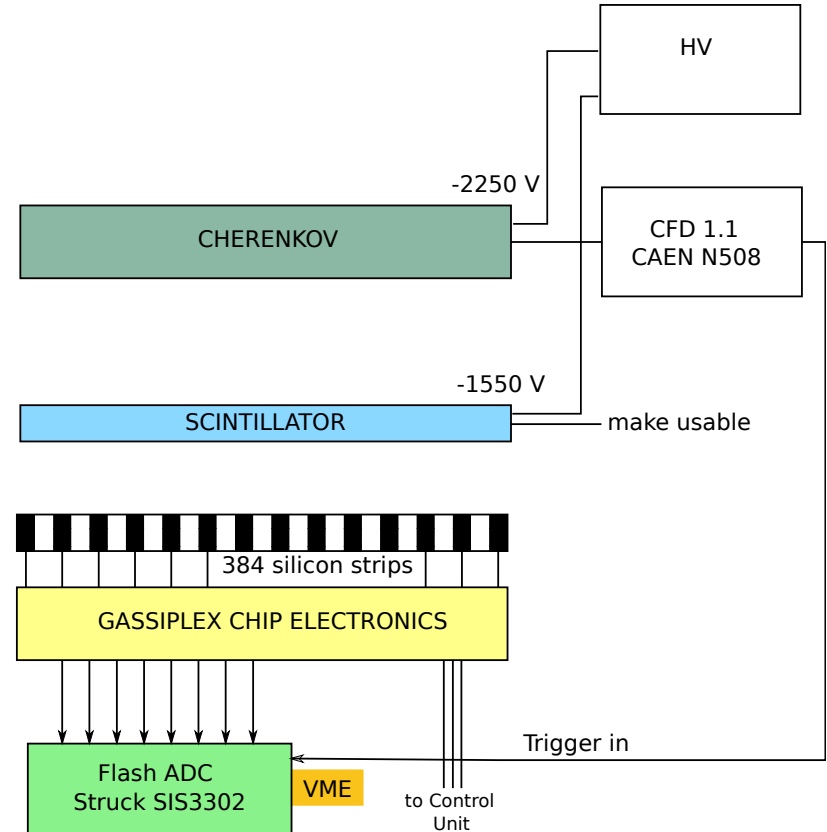 HV
-2250 V
CHERENKOV
CFD 1.1
CAEN N508
-1550 V
SCINTILLATOR
make usable
384 silicon strips
GASSIPLEX CHIP ELECTRONICS
Trigger in
Flash ADC
Struck SIS3302
VME
to Control
Unit